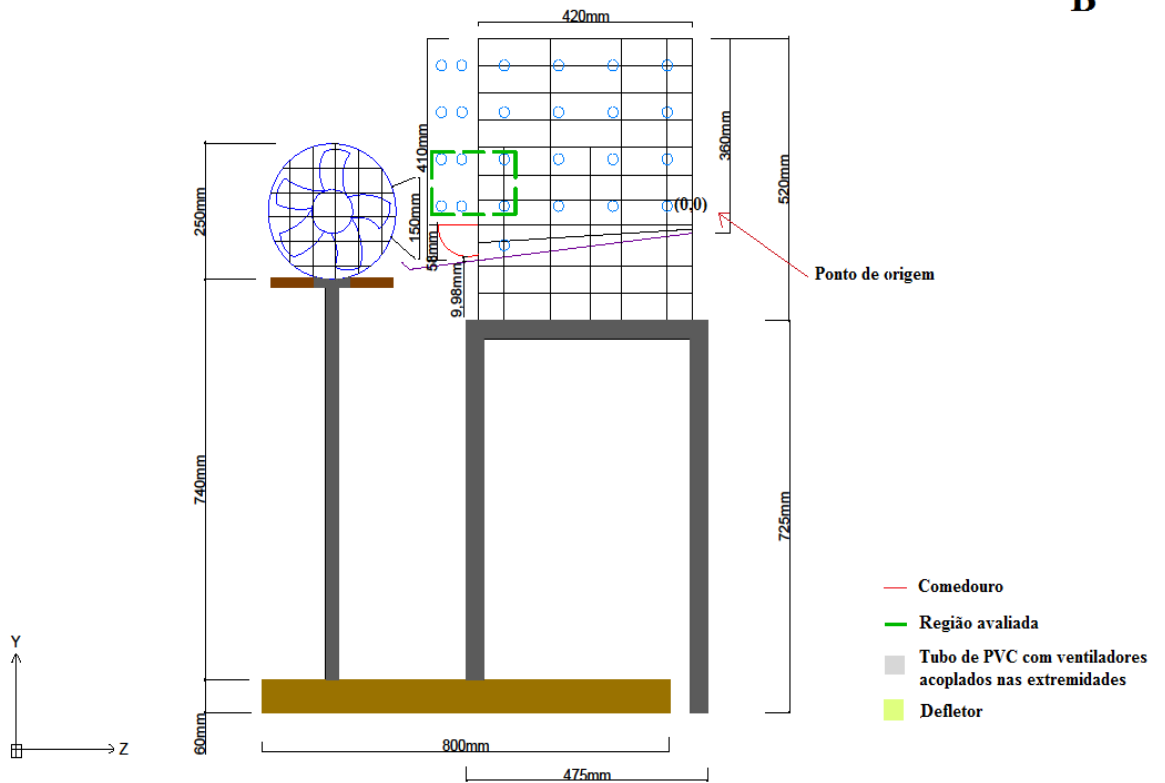 B
420mm
410mm
360mm
520mm
250mm
150mm
58mm
9,98mm
(0,0)
Ponto de origem
740mm
725mm
Comedouro
Região avaliada
Tubo de PVC com ventiladores
acoplados nas extremidades
Defletor
Y
Z
60mm
800mm
475mm